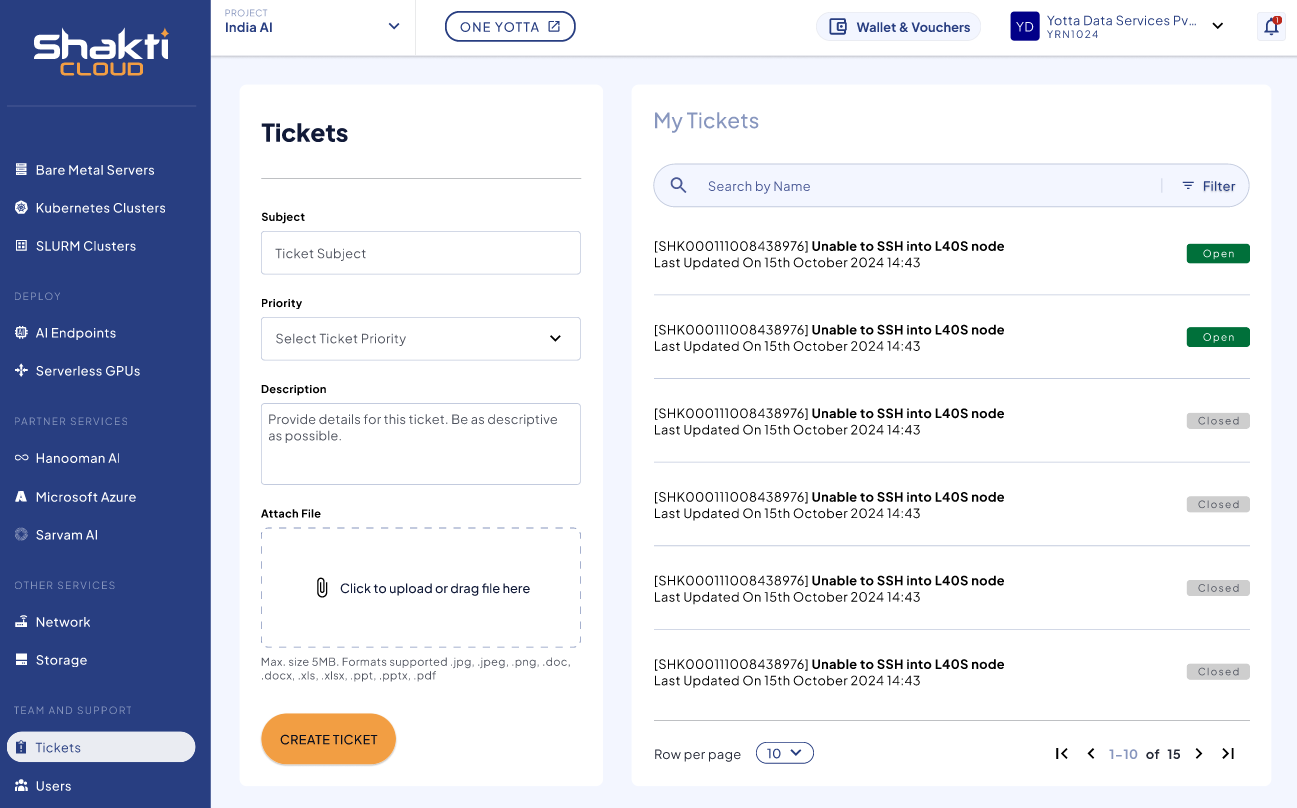 Shakti
CLOUD
Bare Metal Servers
Kubernetes Clusters
SLURM Clusters
DEPLOY
AI Endpoints
Serverless GPUs
PARTNER SERVICES
Hanooman AI
Microsoft Azure
Sarvam AI
OTHER SERVICES
Network
Storage
TEAM AND SUPPORT
Tickets
Users
PROJECT
India AI
ONE YOTTA
Wallet & Vouchers
YD
Yotta Data Services Pv...
YRN1024
1
Tickets
Subject
Ticket Subject
Priority
Select Ticket Priority
Description
Provide details for this ticket. Be as descriptive
as possible.
Attach File
Click to upload or drag file here
Max. size 5MB. Formats supported .jpg, .jpeg, .png, .doc,
.docx, .xls, .xlsx, .ppt, .pptx, .pdf
CREATE TICKET
My Tickets
Search by Name
Filter
[SHK000111008438976] Unable to SSH into L40S node
Last Updated On 15th October 2024 14:43
Open
[SHK000111008438976] Unable to SSH into L40S node
Last Updated On 15th October 2024 14:43
Open
[SHK000111008438976] Unable to SSH into L40S node
Last Updated On 15th October 2024 14:43
Closed
[SHK000111008438976] Unable to SSH into L40S node
Last Updated On 15th October 2024 14:43
Closed
[SHK000111008438976] Unable to SSH into L40S node
Last Updated On 15th October 2024 14:43
Closed
[SHK000111008438976] Unable to SSH into L40S node
Last Updated On 15th October 2024 14:43
Closed
Row per page 10
1-10 of 15